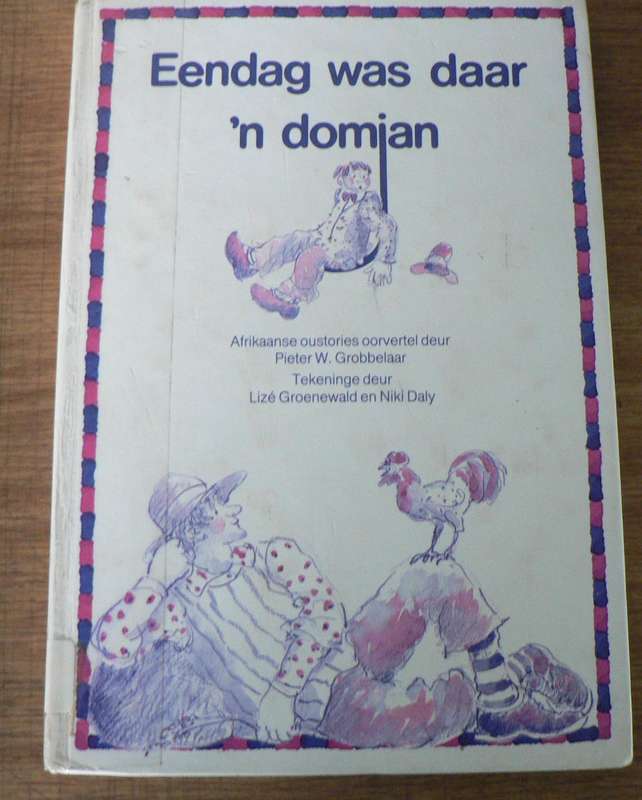 Eendag was daar
'n domjan
Afrikaanse oustories oorvertel deur
Pieter W. Grobbelaar
Tekeninge deur
Lizé Groenewald en Niki Daly